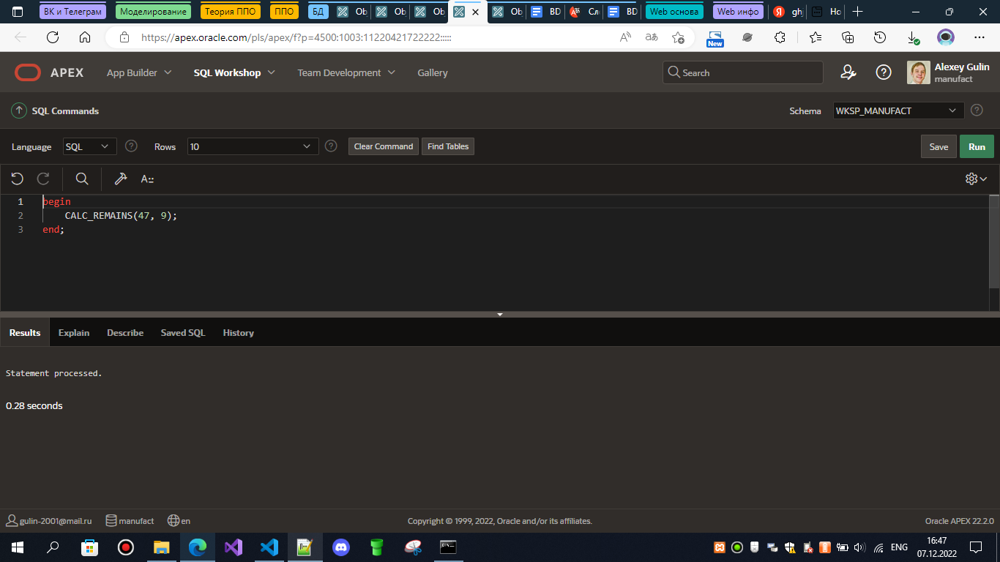 ВК и Телеграм Моделирование Теория ППО ППО БД Ob Ob Ob Ob BD Сл BD Web основа Web инфо gh Но
https://apex.oracle.com/pls/apex/f?p=4500:1003:11220421722222:::::
New
APEX App Builder SQL Workshop Team Development Gallery Search Alexey Gulin
manufact
SQL Commands Schema WKSP_MANUFACT
Language SQL Rows 10 Clear Command Find Tables Save Run
A::
1 begin
2 CALC_REMAINS(47, 9);
3 end;
Results Explain Describe Saved SQL History
Statement processed.
0.28 seconds
gulin-2001@mail.ru manufact en Copyright © 1999, 2022, Oracle and/or its affiliates. Oracle APEX 22.2.0
ENG 16:47
07.12.2022